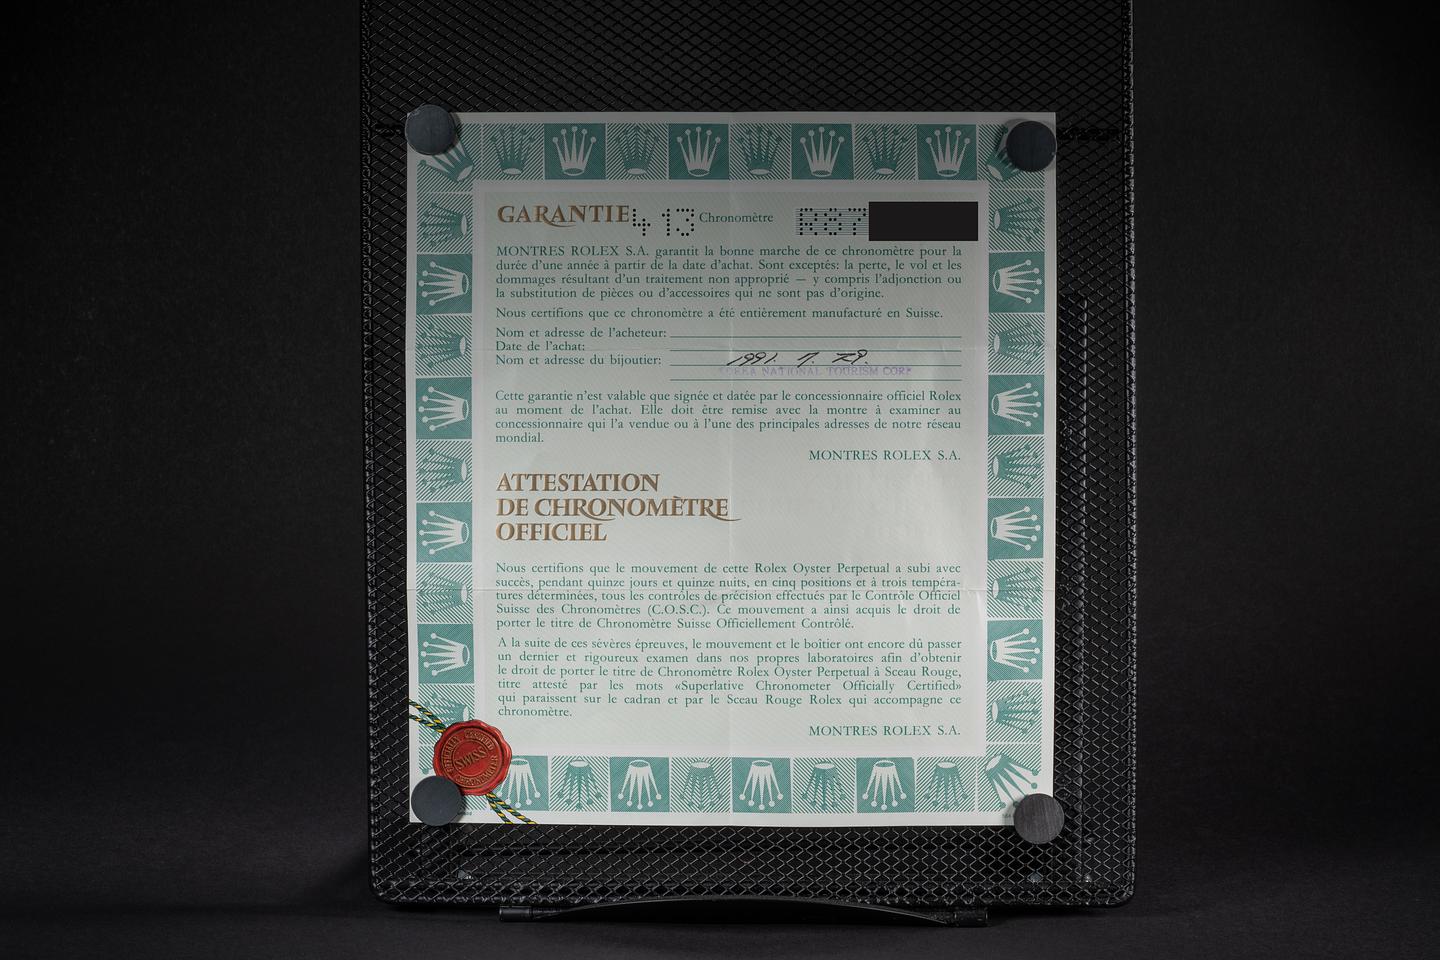 GARANTIE 413 Chronomètre R87
MONTRES ROLEX S.A. garantit la bonne marche de ce chronomètre pour la
durée d'une année à partir de la date d'achat. Sont exceptés: la perte, le vol et les
dommages résultant d'un traitement non approprié — y compris l'adjonction ou
la substitution de pièces ou d'accessoires qui ne sont pas d'origine.
Nous certifions que ce chronomètre a été entièrement manufacturé en Suisse.
Nom et adresse de l'acheteur:
Date de l'achat:
Nom et adresse du bijoutier: 1991. 7. 29.
KOREA NATIONAL TOURISM CORP
Cette garantie n'est valable que signée et datée par le concessionnaire officiel Rolex
au moment de l'achat. Elle doit être remise avec la montre à examiner au
concessionnaire qui l'a vendue ou à l'une des principales adresses de notre réseau
mondial.
MONTRES ROLEX S.A.
ATTESTATION
DE CHRONOMÈTRE
OFFICIEL
Nous certifions que le mouvement de cette Rolex Oyster Perpetual a subi avec
succès, pendant quinze jours et quinze nuits, en cinq positions et à trois tempéra-
tures déterminées, tous les contrôles de précision effectués par le Contrôle Officiel
Suisse des Chronomètres (C.O.S.C.). Ce mouvement a ainsi acquis le droit de
porter le titre de Chronomètre Suisse Officiellement Contrôlé.
A la suite de ces sévères épreuves, le mouvement et le boîtier ont encore dû passer
un dernier et rigoureux examen dans nos propres laboratoires afin d'obtenir
le droit de porter le titre de Chronomètre Rolex Oyster Perpetual à Sceau Rouge,
titre attesté par les mots «Superlative Chronometer Officially Certified»
qui paraissent sur le cadran et par le Sceau Rouge Rolex qui accompagne ce
chronomètre.
MONTRES ROLEX S.A.
SWISS